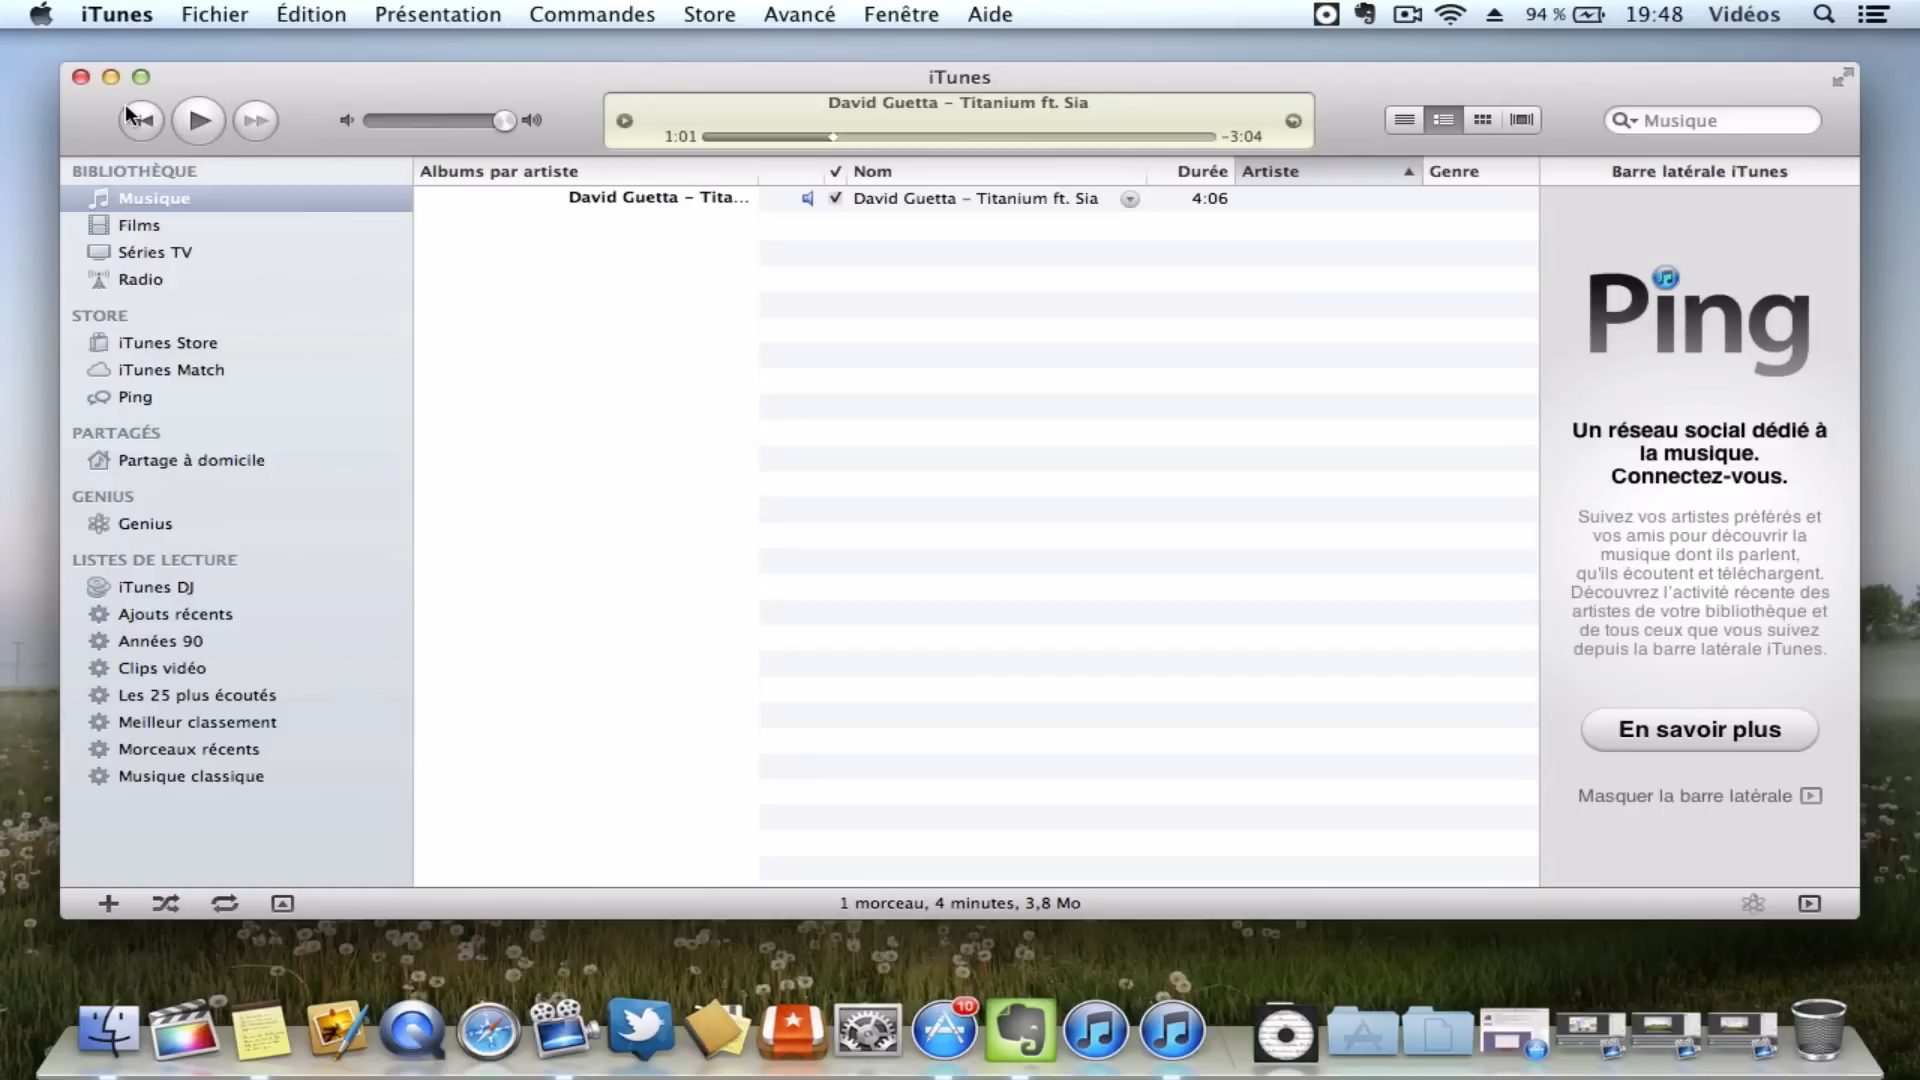 iTunes Fichier Édition Présentation Commandes Store Avancé Fenêtre Aide 94 % 19:48 Vidéos
iTunes
David Guetta – Titanium ft. Sia
1:01 -3:04
Musique
BIBLIOTHÈQUE
Musique
Films
Séries TV
Radio
STORE
iTunes Store
iTunes Match
Ping
PARTAGÉS
Partage à domicile
GENIUS
Genius
LISTES DE LECTURE
iTunes DJ
Ajouts récents
Années 90
Clips vidéo
Les 25 plus écoutés
Meilleur classement
Morceaux récents
Musique classique
Albums par artiste ✓ Nom Durée Artiste Genre
David Guetta – Tita... David Guetta – Titanium ft. Sia 4:06
Barre latérale iTunes
Ping
Un réseau social dédié à
la musique.
Connectez-vous.
Suivez vos artistes préférés et
vos amis pour découvrir la
musique dont ils parlent,
qu'ils écoutent et téléchargent.
Découvrez l'activité récente des
artistes de votre bibliothèque et
de tous ceux que vous suivez
depuis la barre latérale iTunes.
En savoir plus
Masquer la barre latérale
1 morceau, 4 minutes, 3,8 Mo
10